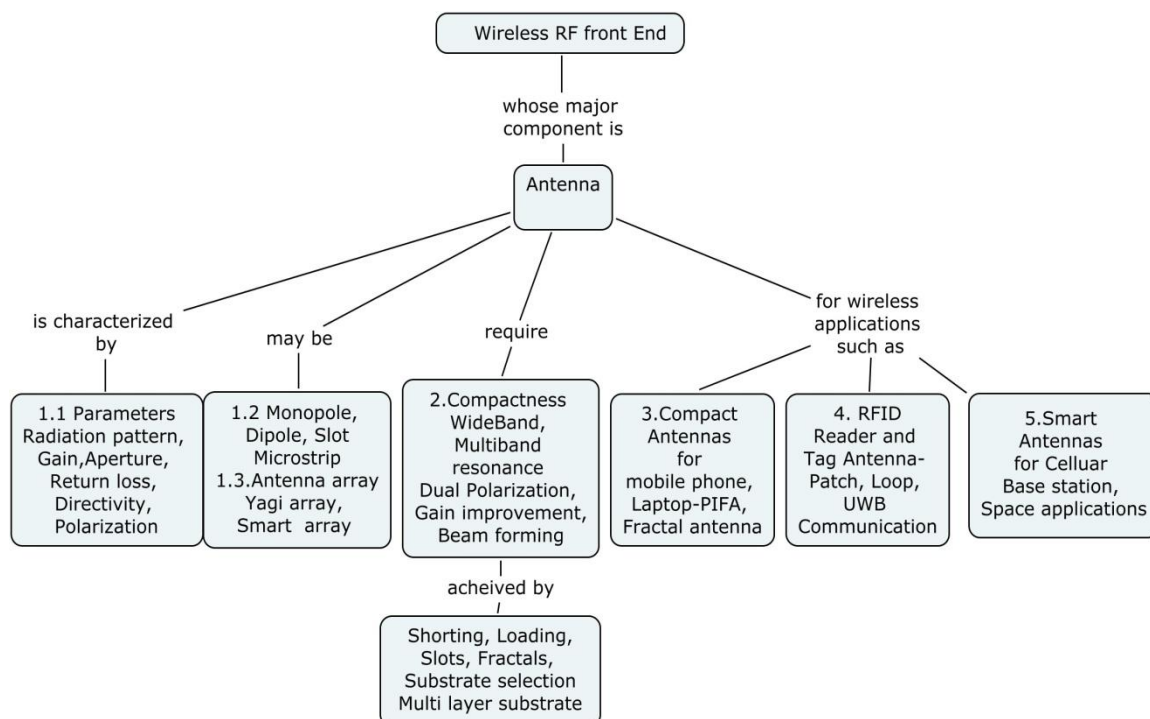 Wireless RF front End
whose major
component is
Antenna
is characterized
by
may be
require
for wireless
applications
such as
1.1 Parameters
Radiation pattern,
Gain,Aperture,
Return loss,
Directivity,
Polarization
1.2 Monopole,
Dipole, Slot
Microstrip
1.3.Antenna array
Yagi array,
Smart array
2.Compactness
WideBand,
Multiband
resonance
Dual Polarization,
Gain improvement,
Beam forming
3.Compact
Antennas
for
mobile phone,
Laptop-PIFA,
Fractal antenna
4. RFID
Reader and
Tag Antenna-
Patch, Loop,
UWB
Communication
5.Smart
Antennas
for Celluar
Base station,
Space applications
acheived by
Shorting, Loading,
Slots, Fractals,
Substrate selection
Multi layer substrate